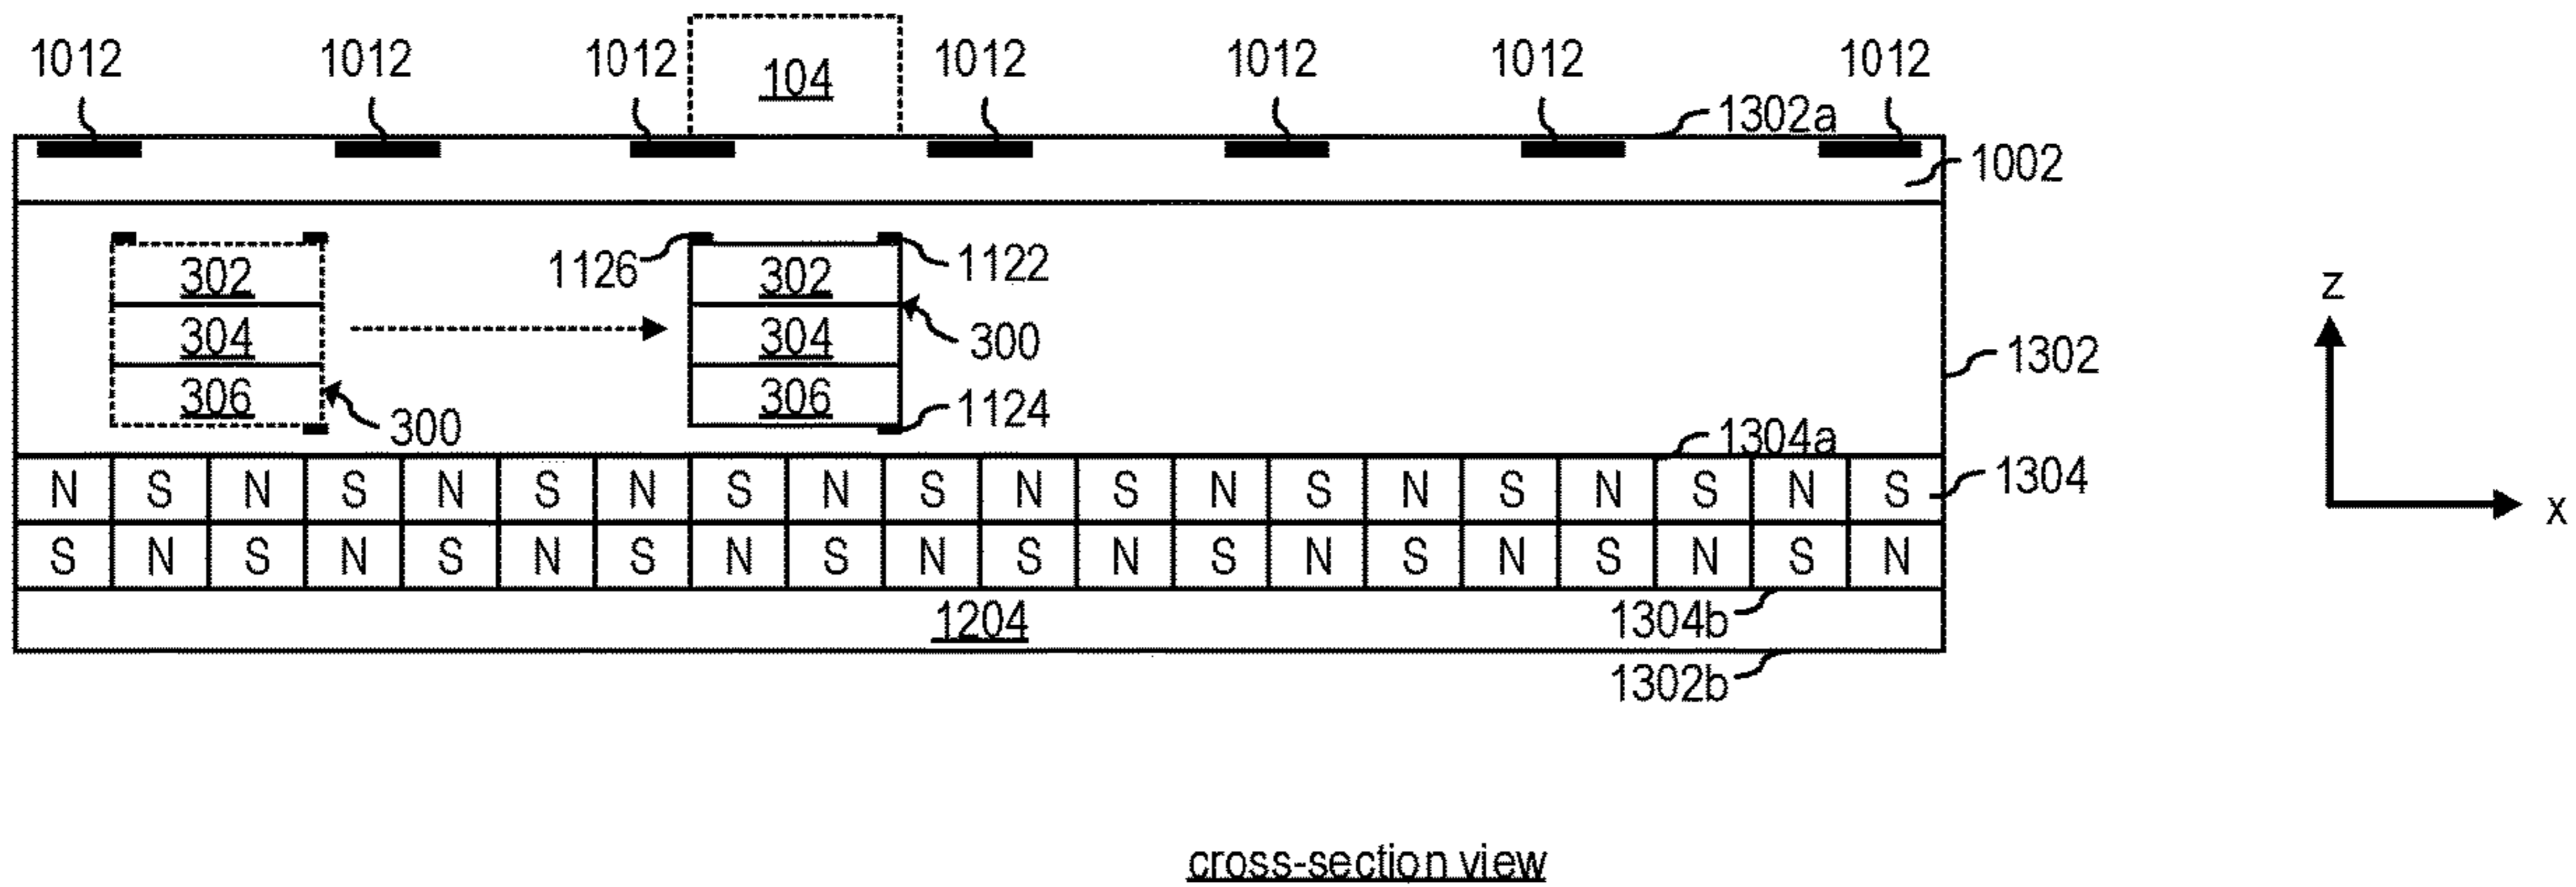 1012 1012 1012 104 1012 1012 1012 1012
1302a
1002
1126 1122
302 302
304 304 300
306 306 1124
300
1302
1304a
N S N S N S N S N S N S N S N S N S N S 1304
S N S N S N S N S N S N S N S N S N S N
1204 1304b
1302b
z
x
cross-section view